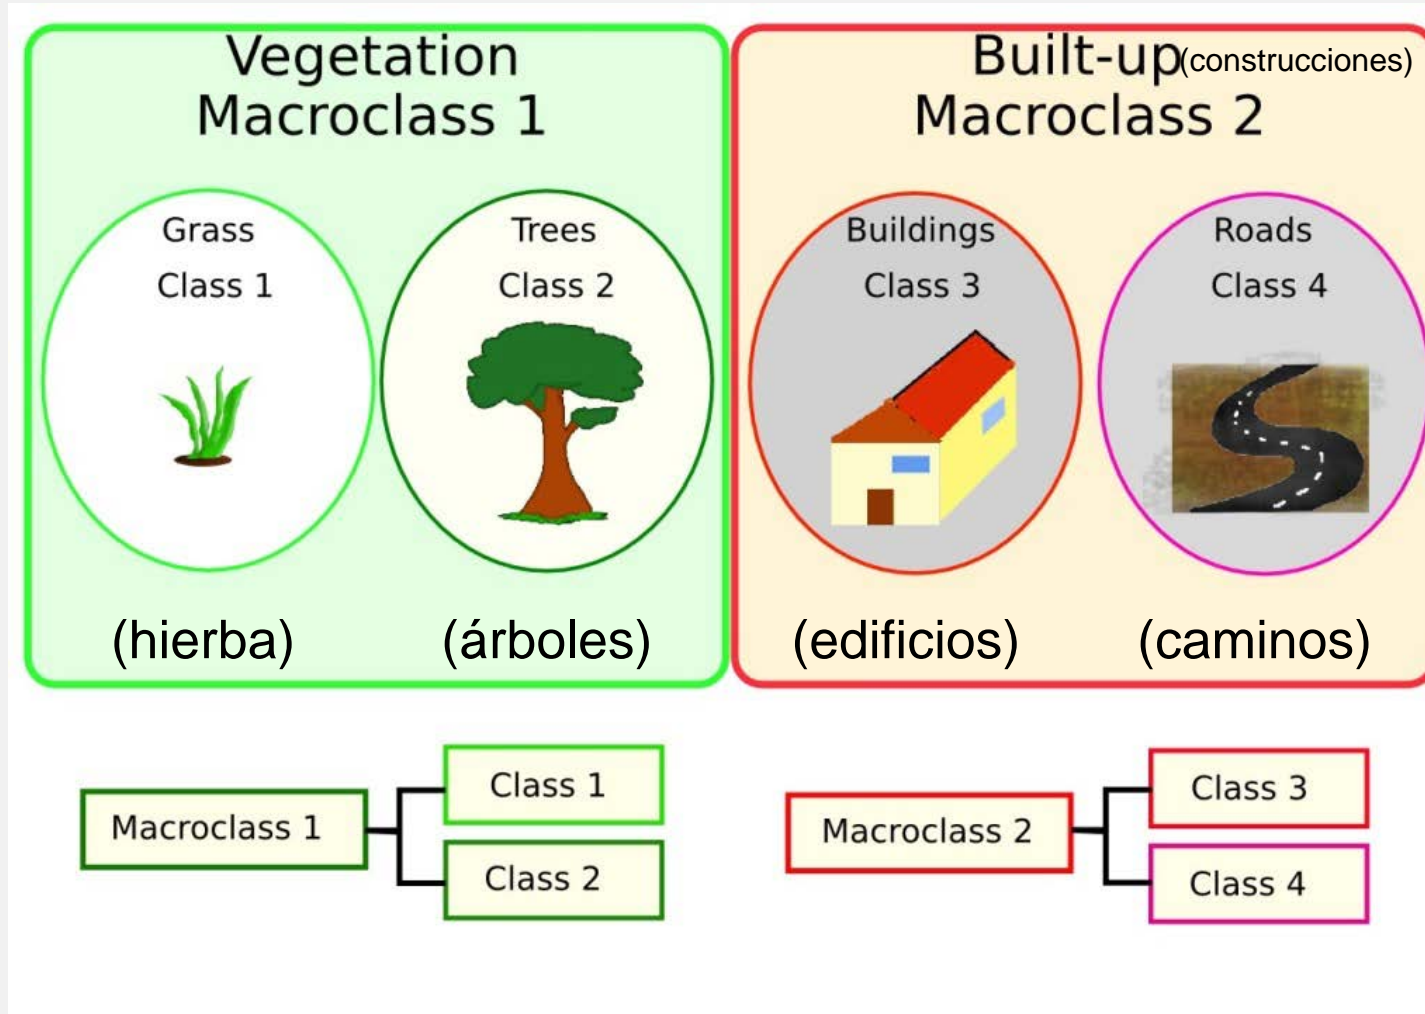 Vegetation
Macroclass 1
Grass
Class 1
Trees
Class 2
(hierba)
(árboles)
Built-up(construcciones)
Macroclass 2
Buildings
Class 3
Roads
Class 4
(edificios)
(caminos)
Macroclass 1
Class 1
Class 2
Macroclass 2
Class 3
Class 4